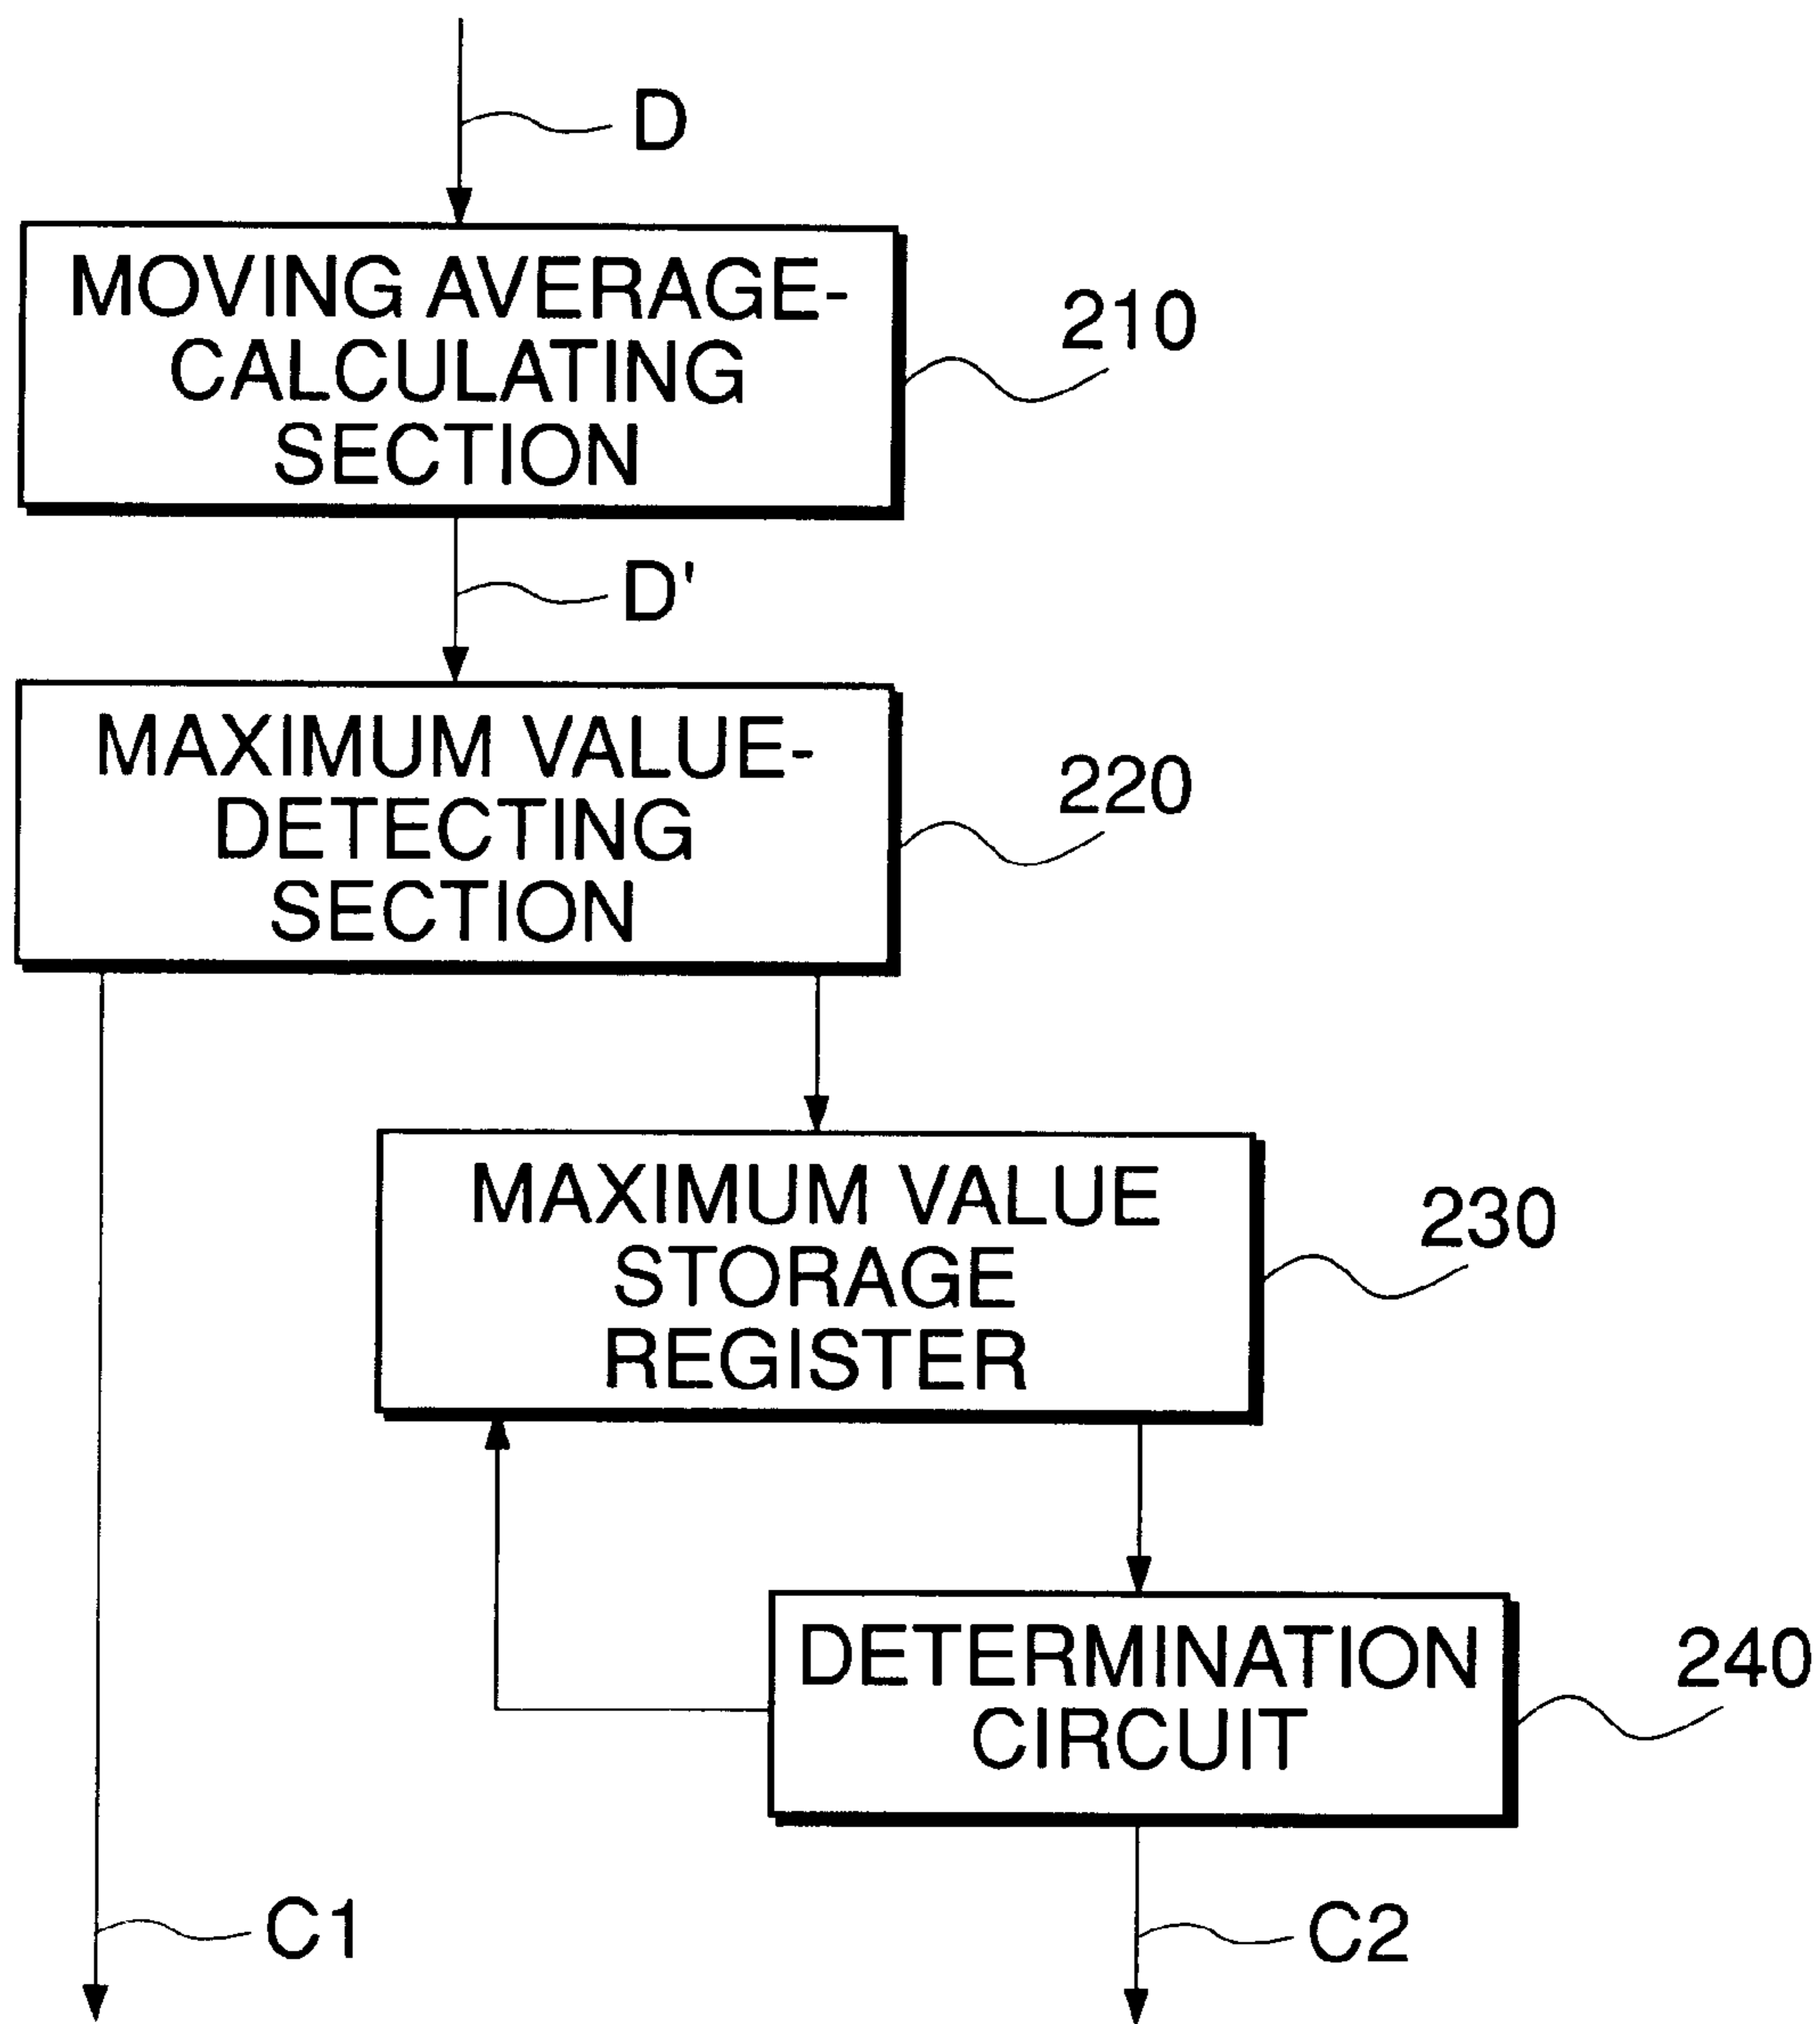 D
MOVING AVERAGE-
CALCULATING
SECTION
210
D'
MAXIMUM VALUE-
DETECTING
SECTION
220
MAXIMUM VALUE
STORAGE
REGISTER
230
DETERMINATION
CIRCUIT
240
C1
C2